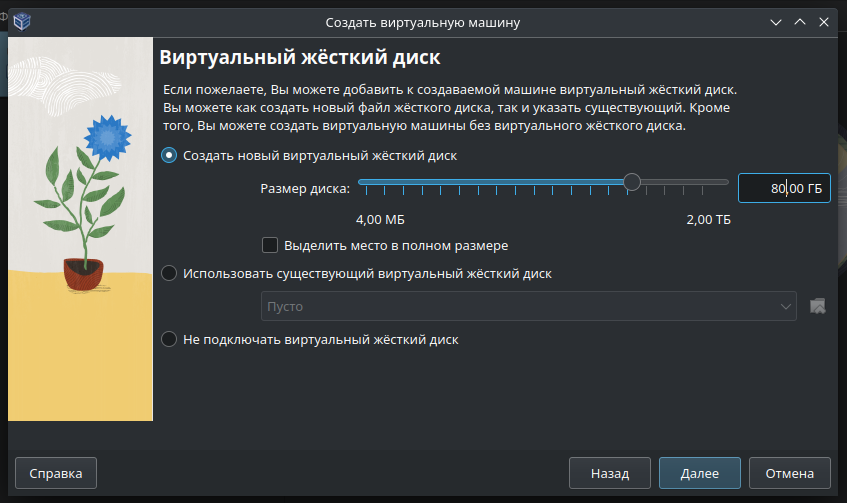 Создать виртуальную машину
Виртуальный жёсткий диск
Если пожелаете, Вы можете добавить к создаваемой машине виртуальный жёсткий диск.
Вы можете как создать новый файл жёсткого диска, так и указать существующий. Кроме
того, Вы можете создать виртуальную машины без виртуального жёсткого диска.
Создать новый виртуальный жёсткий диск
Размер диска:
80,00 ГБ
4,00 МБ
2,00 ТБ
Выделить место в полном размере
Использовать существующий виртуальный жёсткий диск
Пусто
Не подключать виртуальный жёсткий диск
Справка
Назад
Далее
Отмена